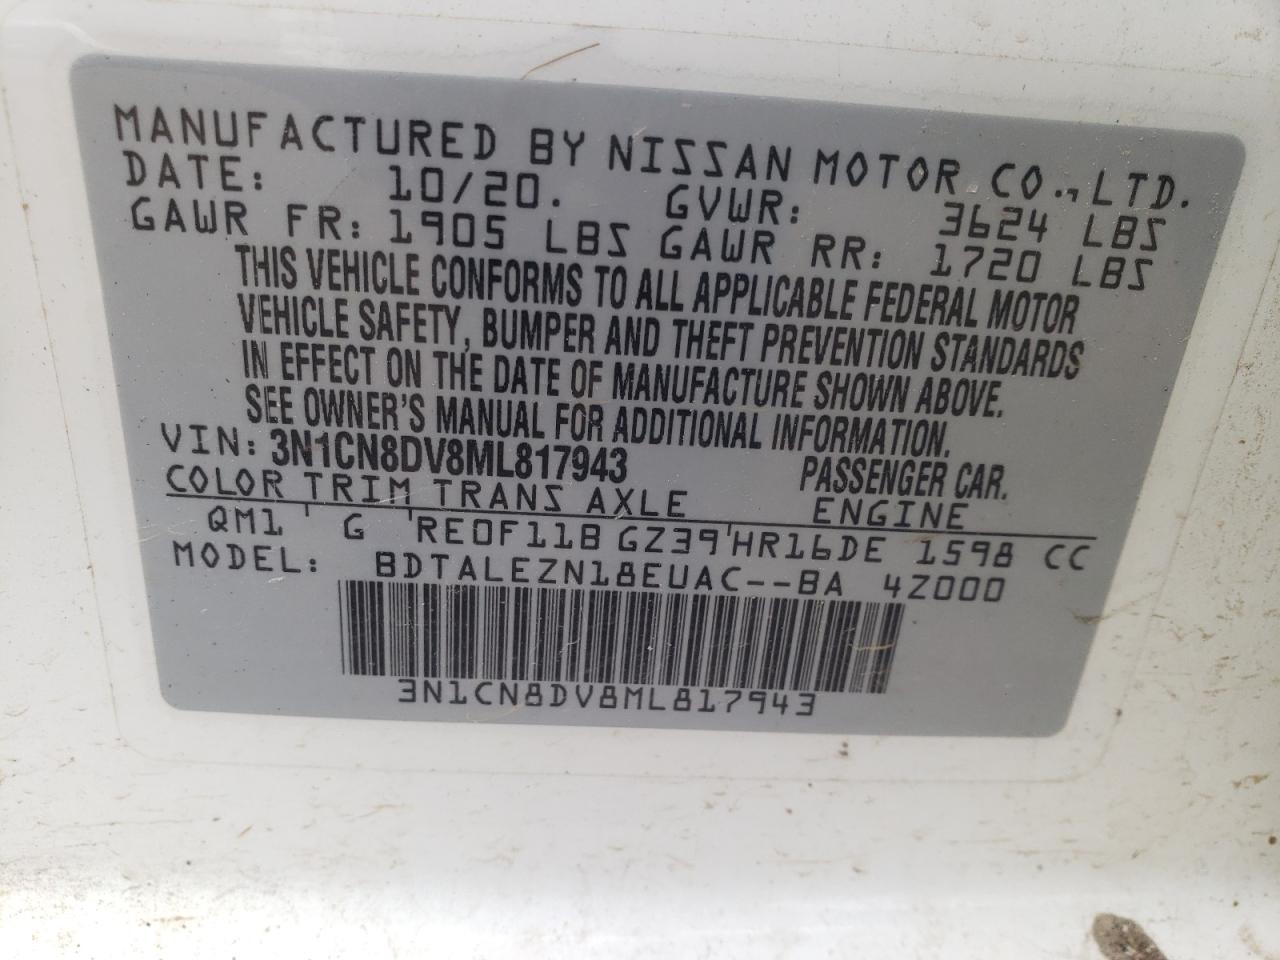 MANUFACTURED BY NISSAN MOTOR CO., LTD.
DATE: 10/20. GVWR: 3624 LBS
GAWR FR: 1905 LBS GAWR RR: 1720 LBS
THIS VEHICLE CONFORMS TO ALL APPLICABLE FEDERAL MOTOR
VEHICLE SAFETY, BUMPER AND THEFT PREVENTION STANDARDS
IN EFFECT ON THE DATE OF MANUFACTURE SHOWN ABOVE.
SEE OWNER'S MANUAL FOR ADDITIONAL INFORMATION.
VIN: 3N1CN8DV8ML817943 PASSENGER CAR.
COLOR TRIM TRANS AXLE ENGINE
QM1 G RE0F11B GZ39 HR16DE 1598 CC
MODEL: BDTALEZN18EUAC--BA 4Z000
3N1CN8DV8ML817943